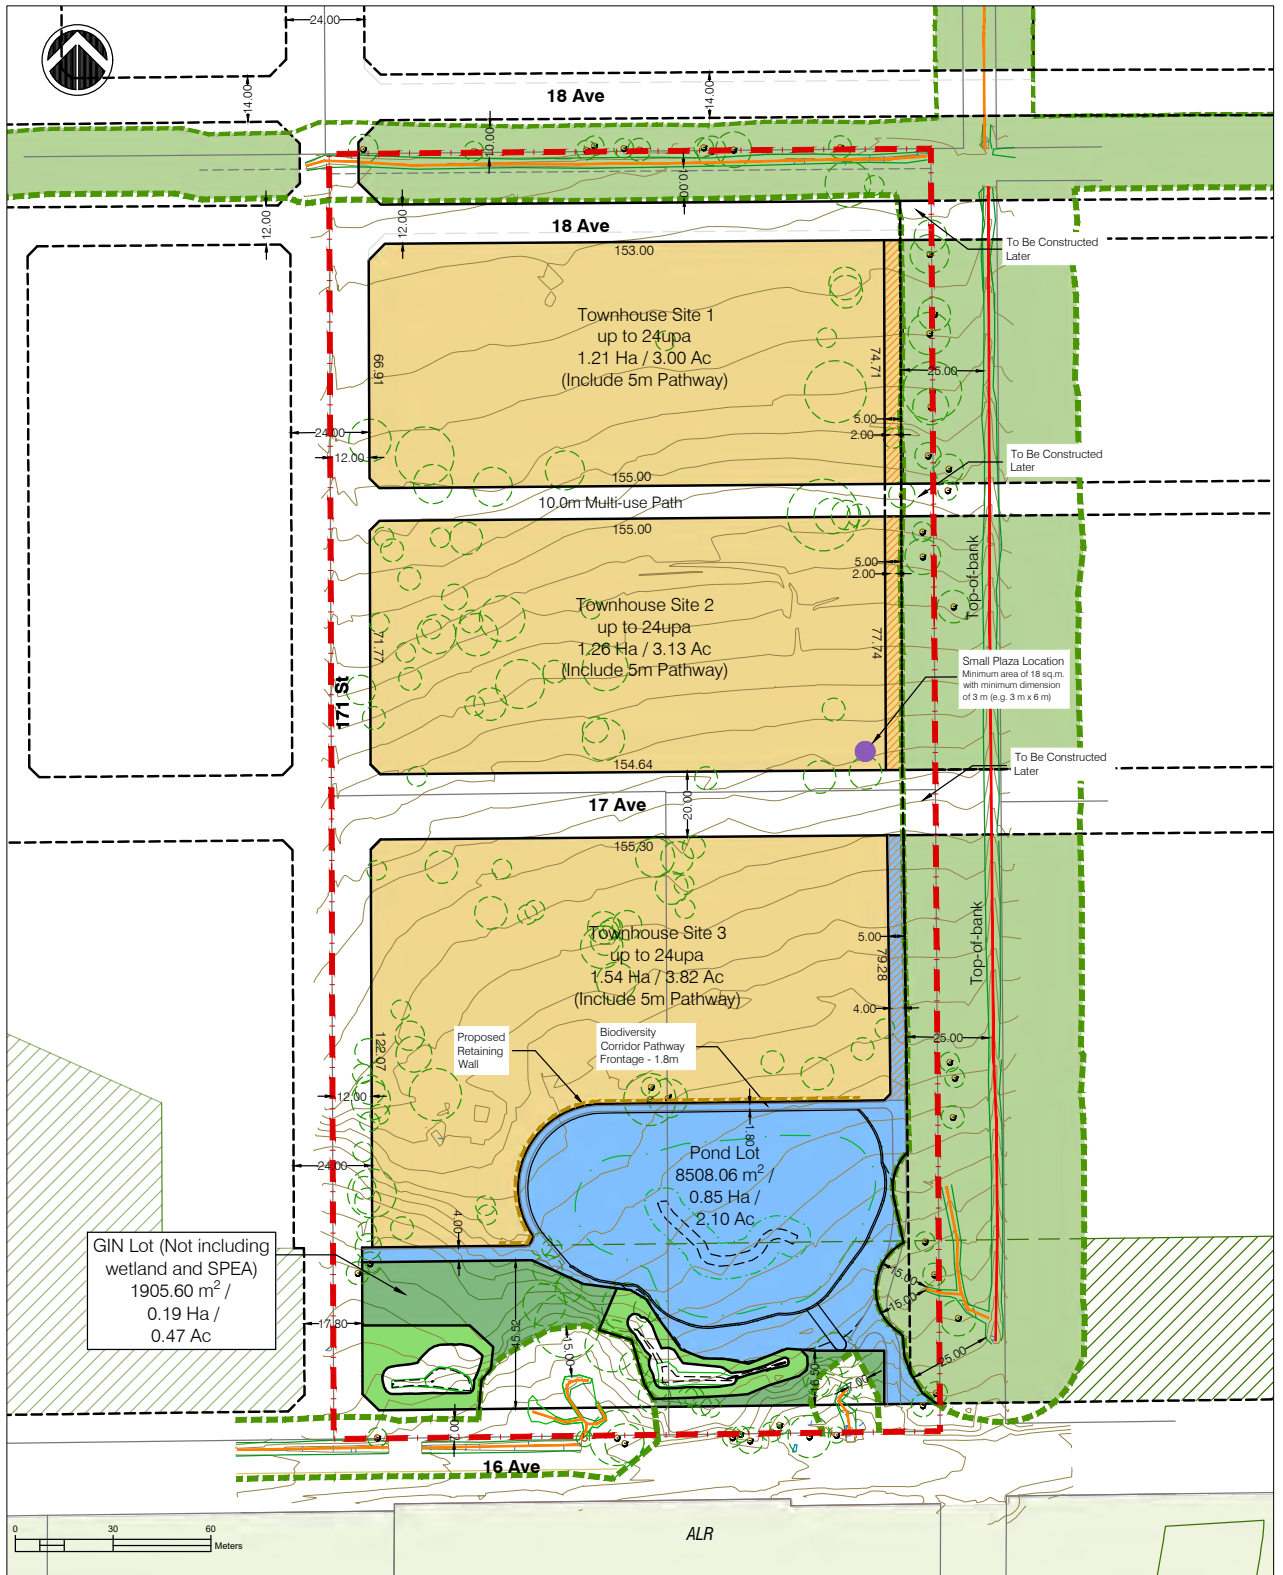 24.00
14.00
18 Ave
14.00
10.00
10.00
12.00
12.00
18 Ave
153.00
To Be Constructed
Later
Townhouse Site 1
up to 24upa
1.21 Ha / 3.00 Ac
(Include 5m Pathway)
66.91
74.71
25.00
5.00
2.00
24.00
12.00
To Be Constructed
Later
155.00
10.0m Multi-use Path
155.00
5.00
2.00
Top-of-bank
Townhouse Site 2
up to 24upa
1.26 Ha / 3.13 Ac
(Include 5m Pathway)
71.77
77.74
171 St
Small Plaza Location
Minimum area of 18 sq.m.
with minimum dimension
of 3 m (e.g. 3 m x 6 m)
154.64
To Be Constructed
Later
17 Ave
20.00
155.30
Townhouse Site 3
up to 24upa
1.54 Ha / 3.82 Ac
(Include 5m Pathway)
5.00
79.28
4.00
Top-of-bank
25.00
122.07
Proposed
Retaining
Wall
Biodiversity
Corridor Pathway
Frontage - 1.8m
12.00
1.80
24.00
Pond Lot
8508.06 m²/
0.85 Ha /
2.10 Ac
4.00
GIN Lot (Not including
wetland and SPEA)
1905.60 m² /
0.19 Ha /
0.47 Ac
17.80
45.52
15.00
15.00
15.00
16.50
7.00
25.00
16 Ave
ALR
0
30
60
Meters